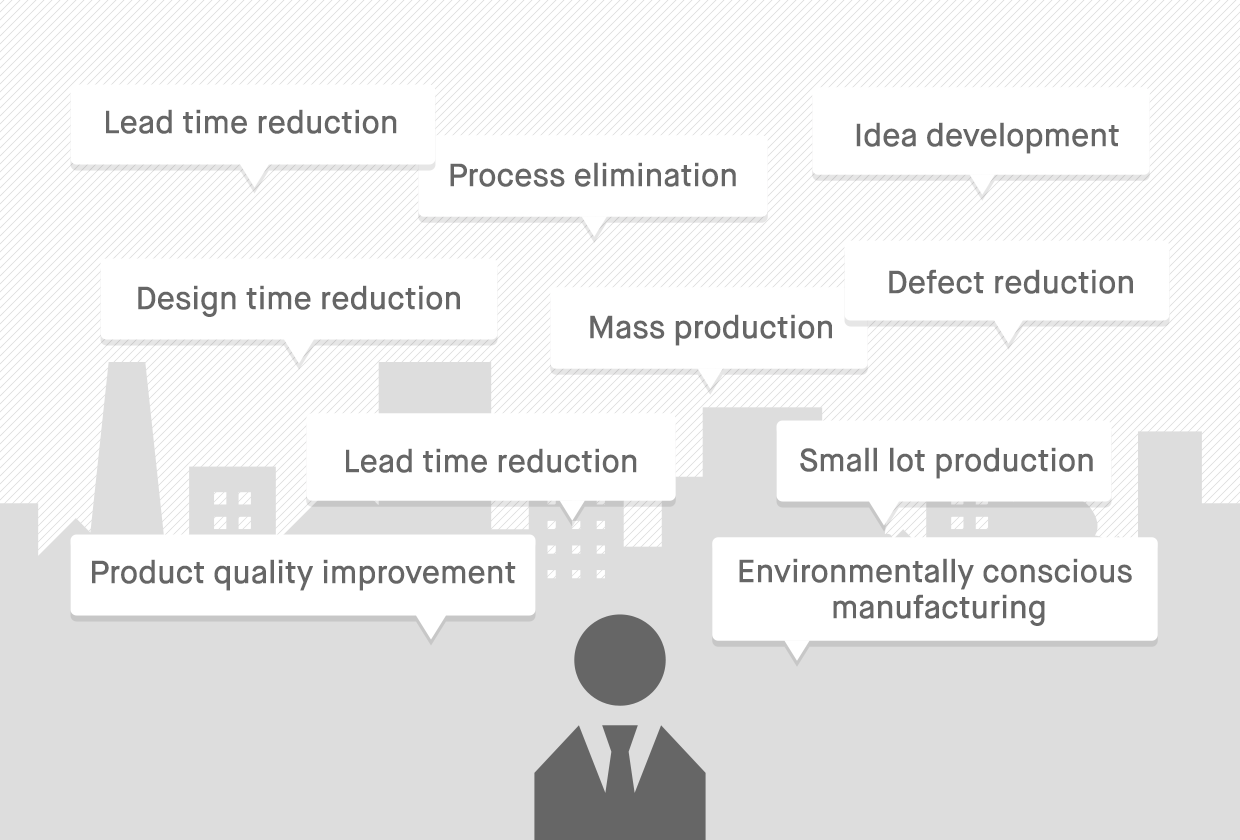 Lead time reduction
Idea development
Process elimination
Defect reduction
Design time reduction
Mass production
Lead time reduction
Small lot production
Product quality improvement
Environmentally conscious
manufacturing